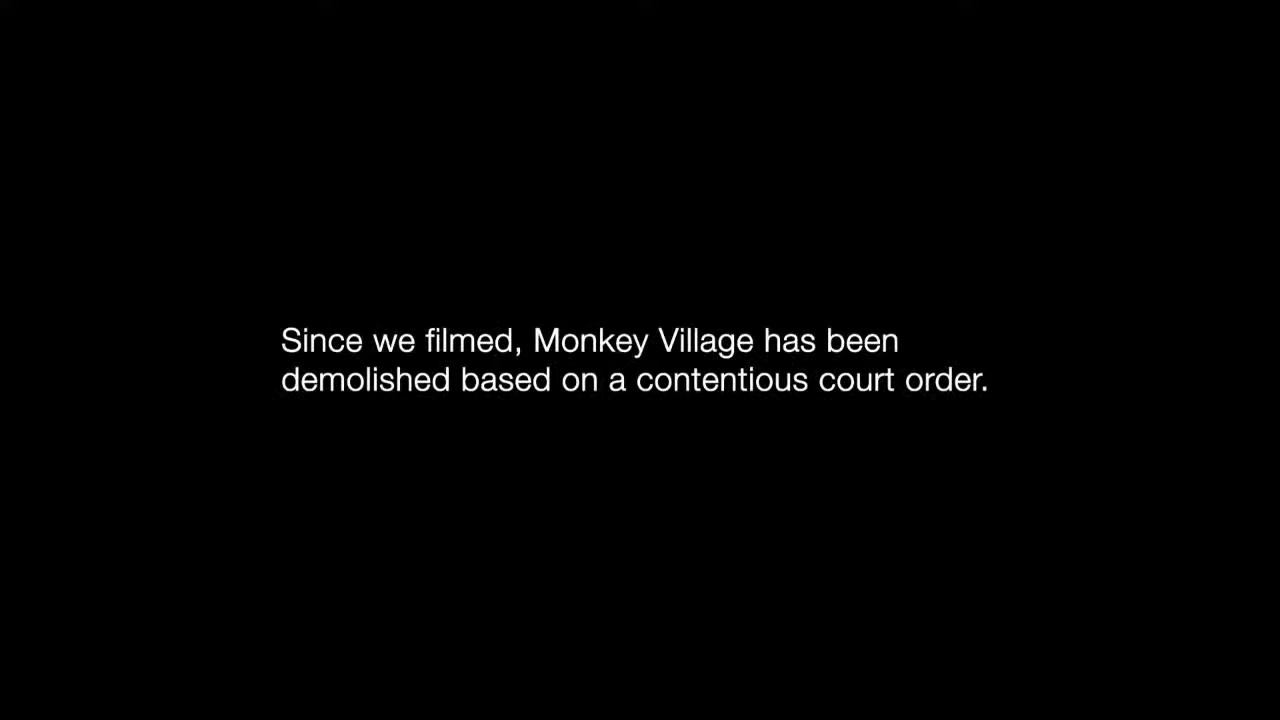 Since we filmed, Monkey Village has been
demolished based on a contentious court order.